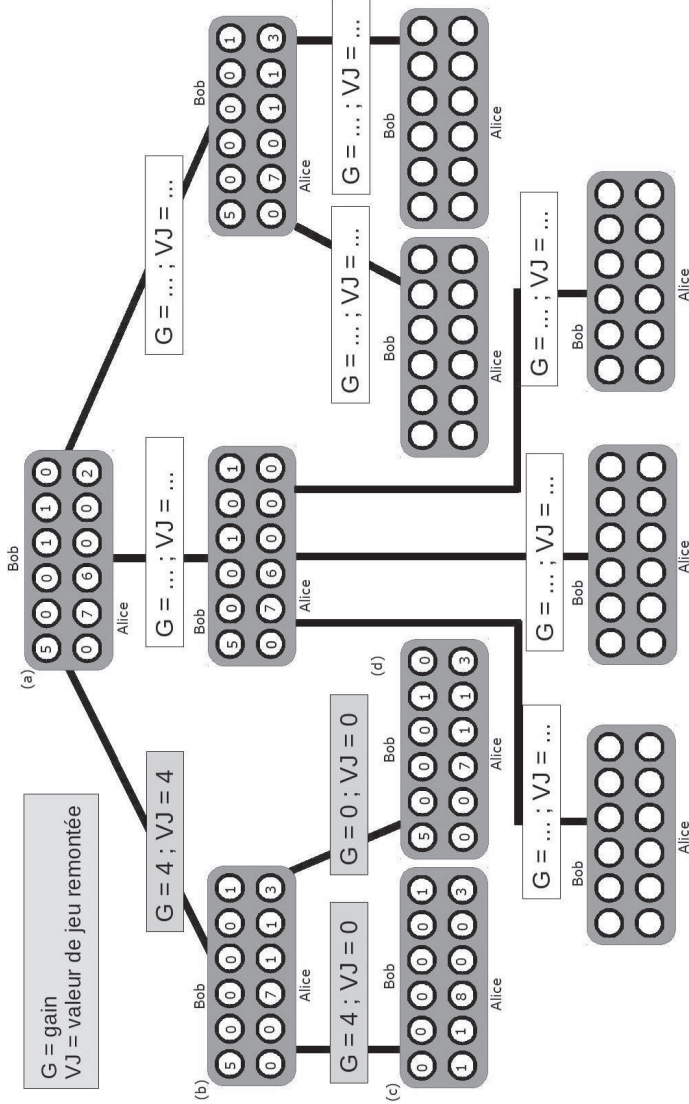 G = gain
VJ = valeur de jeu remontée
Bob
(a)
5 0 0 1 1 0
0 7 6 0 0 2
Alice
G = 4 ; VJ = 4
G = ... ; VJ = ...
G = ... ; VJ = ...
Bob
Bob
Bob
(b)
5 0 0 0 0 1
0 0 7 1 1 3
Alice
5 0 0 1 0 1
0 7 6 0 0 0
Alice
5 0 0 0 0 1
0 7 0 1 1 3
Alice
G = 4 ; VJ = 0
G = 0 ; VJ = 0
G = ... ; VJ = ...
G = ... ; VJ = ...
Bob
Bob
Bob
Bob
(c)
0 0 0 0 0 1
1 1 8 0 0 3
Alice
(d)
5 0 0 0 1 0
0 0 7 1 1 3
Alice
Alice
Alice
G = ... ; VJ = ...
G = ... ; VJ = ...
G = ... ; VJ = ...
Bob
Bob
Bob
Alice
Alice
Alice